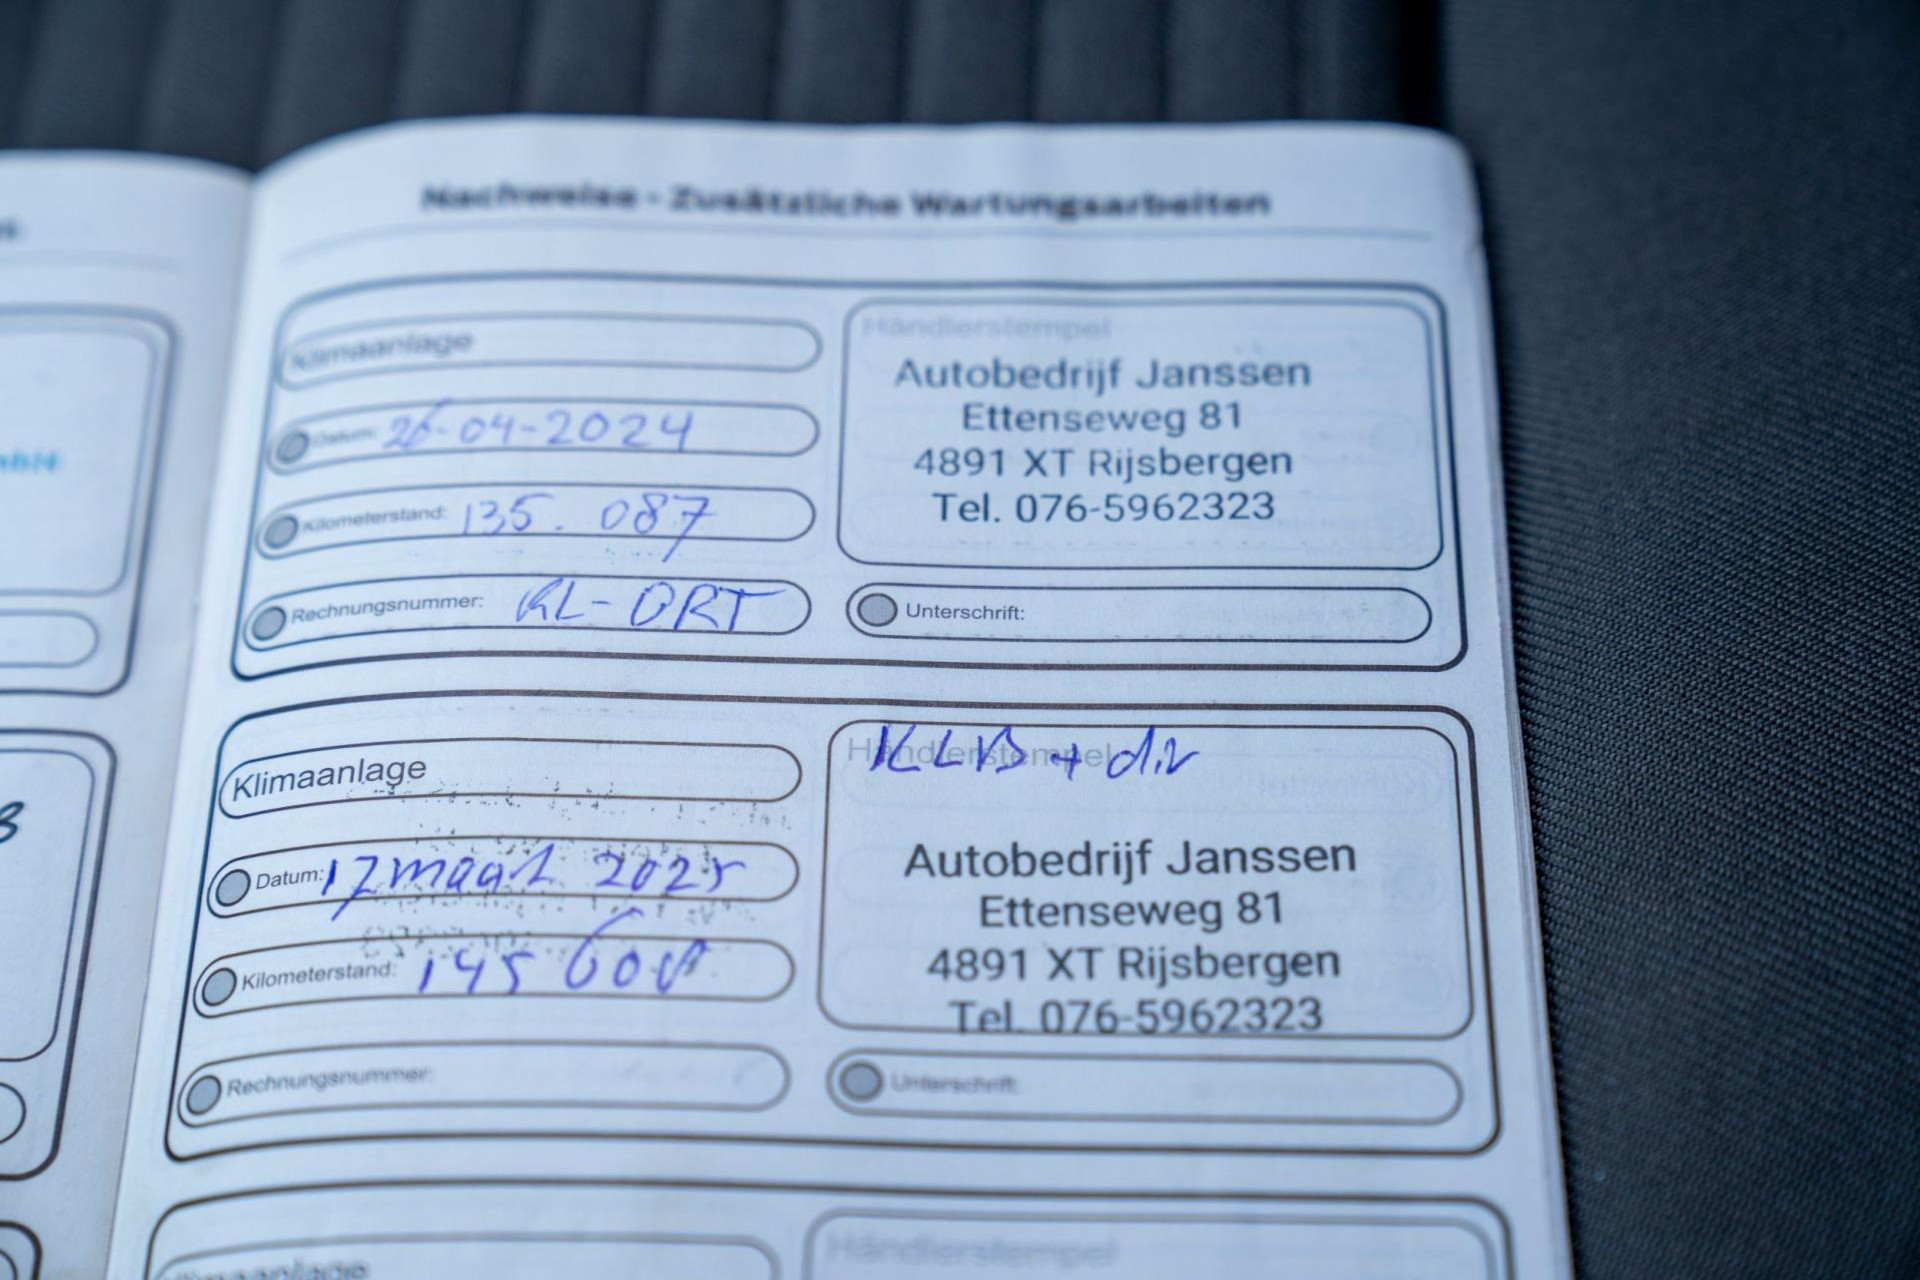 Nachweise - Zusätzliche Wartungsarbeiten
Klimaanlage
Datum: 26-04-2024
Kilometerstand: 135.087
Rechnungsnummer: KL-ORT
Händlerstempel
Autobedrijf Janssen
Ettenseweg 81
4891 XT Rijsbergen
Tel. 076-5962323
Unterschrift:
Klimaanlage
Datum: 17 maart 2025
Kilometerstand: 145 600
Rechnungsnummer:
Händlerstempel
KLB + div
Autobedrijf Janssen
Ettenseweg 81
4891 XT Rijsbergen
Tel. 076-5962323
Unterschrift:
Klimaanlage
Händlerstempel